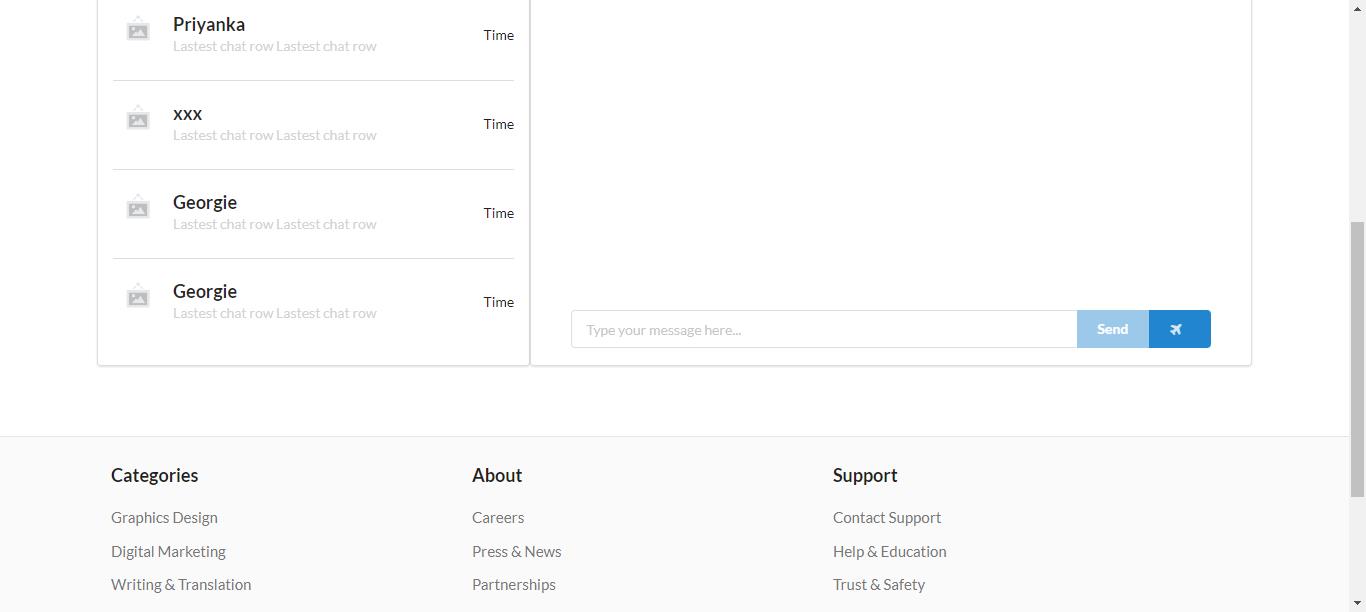 Priyanka
Lastest chat row Lastest chat row
Time
xxx
Lastest chat row Lastest chat row
Time
Georgie
Lastest chat row Lastest chat row
Time
Georgie
Lastest chat row Lastest chat row
Time
Type your message here...
Send
Categories
Graphics Design
Digital Marketing
Writing & Translation
About
Careers
Press & News
Partnerships
Support
Contact Support
Help & Education
Trust & Safety